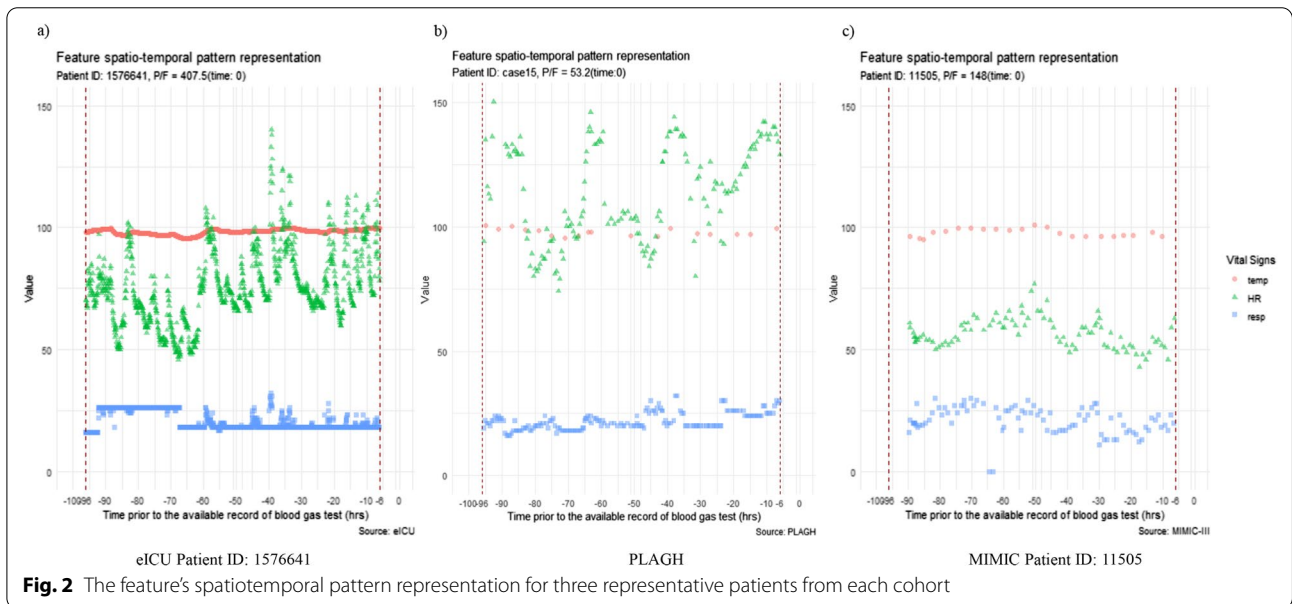 a)
Feature spatio-temporal pattern representation
Patient ID: 1576641, P/F = 407.5(time: 0)
150
100
50
0
Value
-100 -96 -90 -80 -70 -60 -50 -40 -30 -20 -10 -6 0
Time prior to the available record of blood gas test (hrs)
Source: eICU
eICU Patient ID: 1576641
b)
Feature spatio-temporal pattern representation
Patient ID: case15, P/F = 53.2(time:0)
150
100
50
0
Value
-100 -96 -90 -80 -70 -60 -50 -40 -30 -20 -10 -6 0
Time prior to the available record of blood gas test (hrs)
Source: PLAGH
PLAGH
c)
Feature spatio-temporal pattern representation
Patient ID: 11505, P/F = 148(time: 0)
150
100
50
0
Value
-100 -96 -90 -80 -70 -60 -50 -40 -30 -20 -10 -6 0
Time prior to the available record of blood gas test (hrs)
Source: MIMIC-III
MIMIC Patient ID: 11505
Vital Signs
temp
HR
resp
Fig. 2 The feature's spatiotemporal pattern representation for three representative patients from each cohort